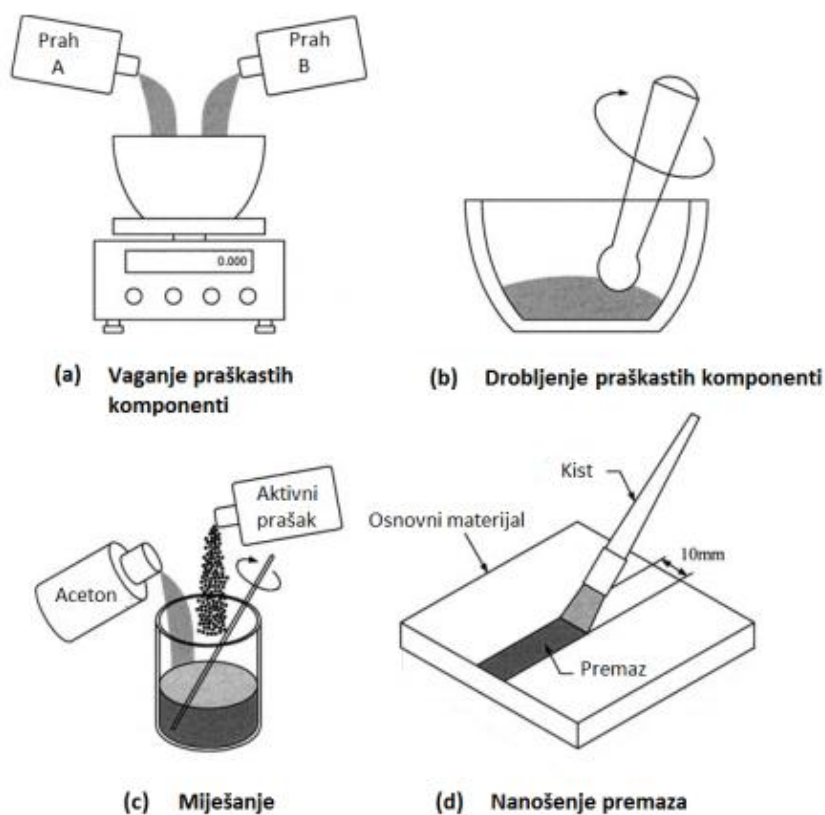 Prah
A
Prah
B
0.000
(a) Vaganje praškastih
komponenti
(b) Drobljenje praškastih komponenti
Aktivni
prašak
Aceton
(c) Miješanje
Kist
Osnovni materijal
10mm
Premaz
(d) Nanošenje premaza